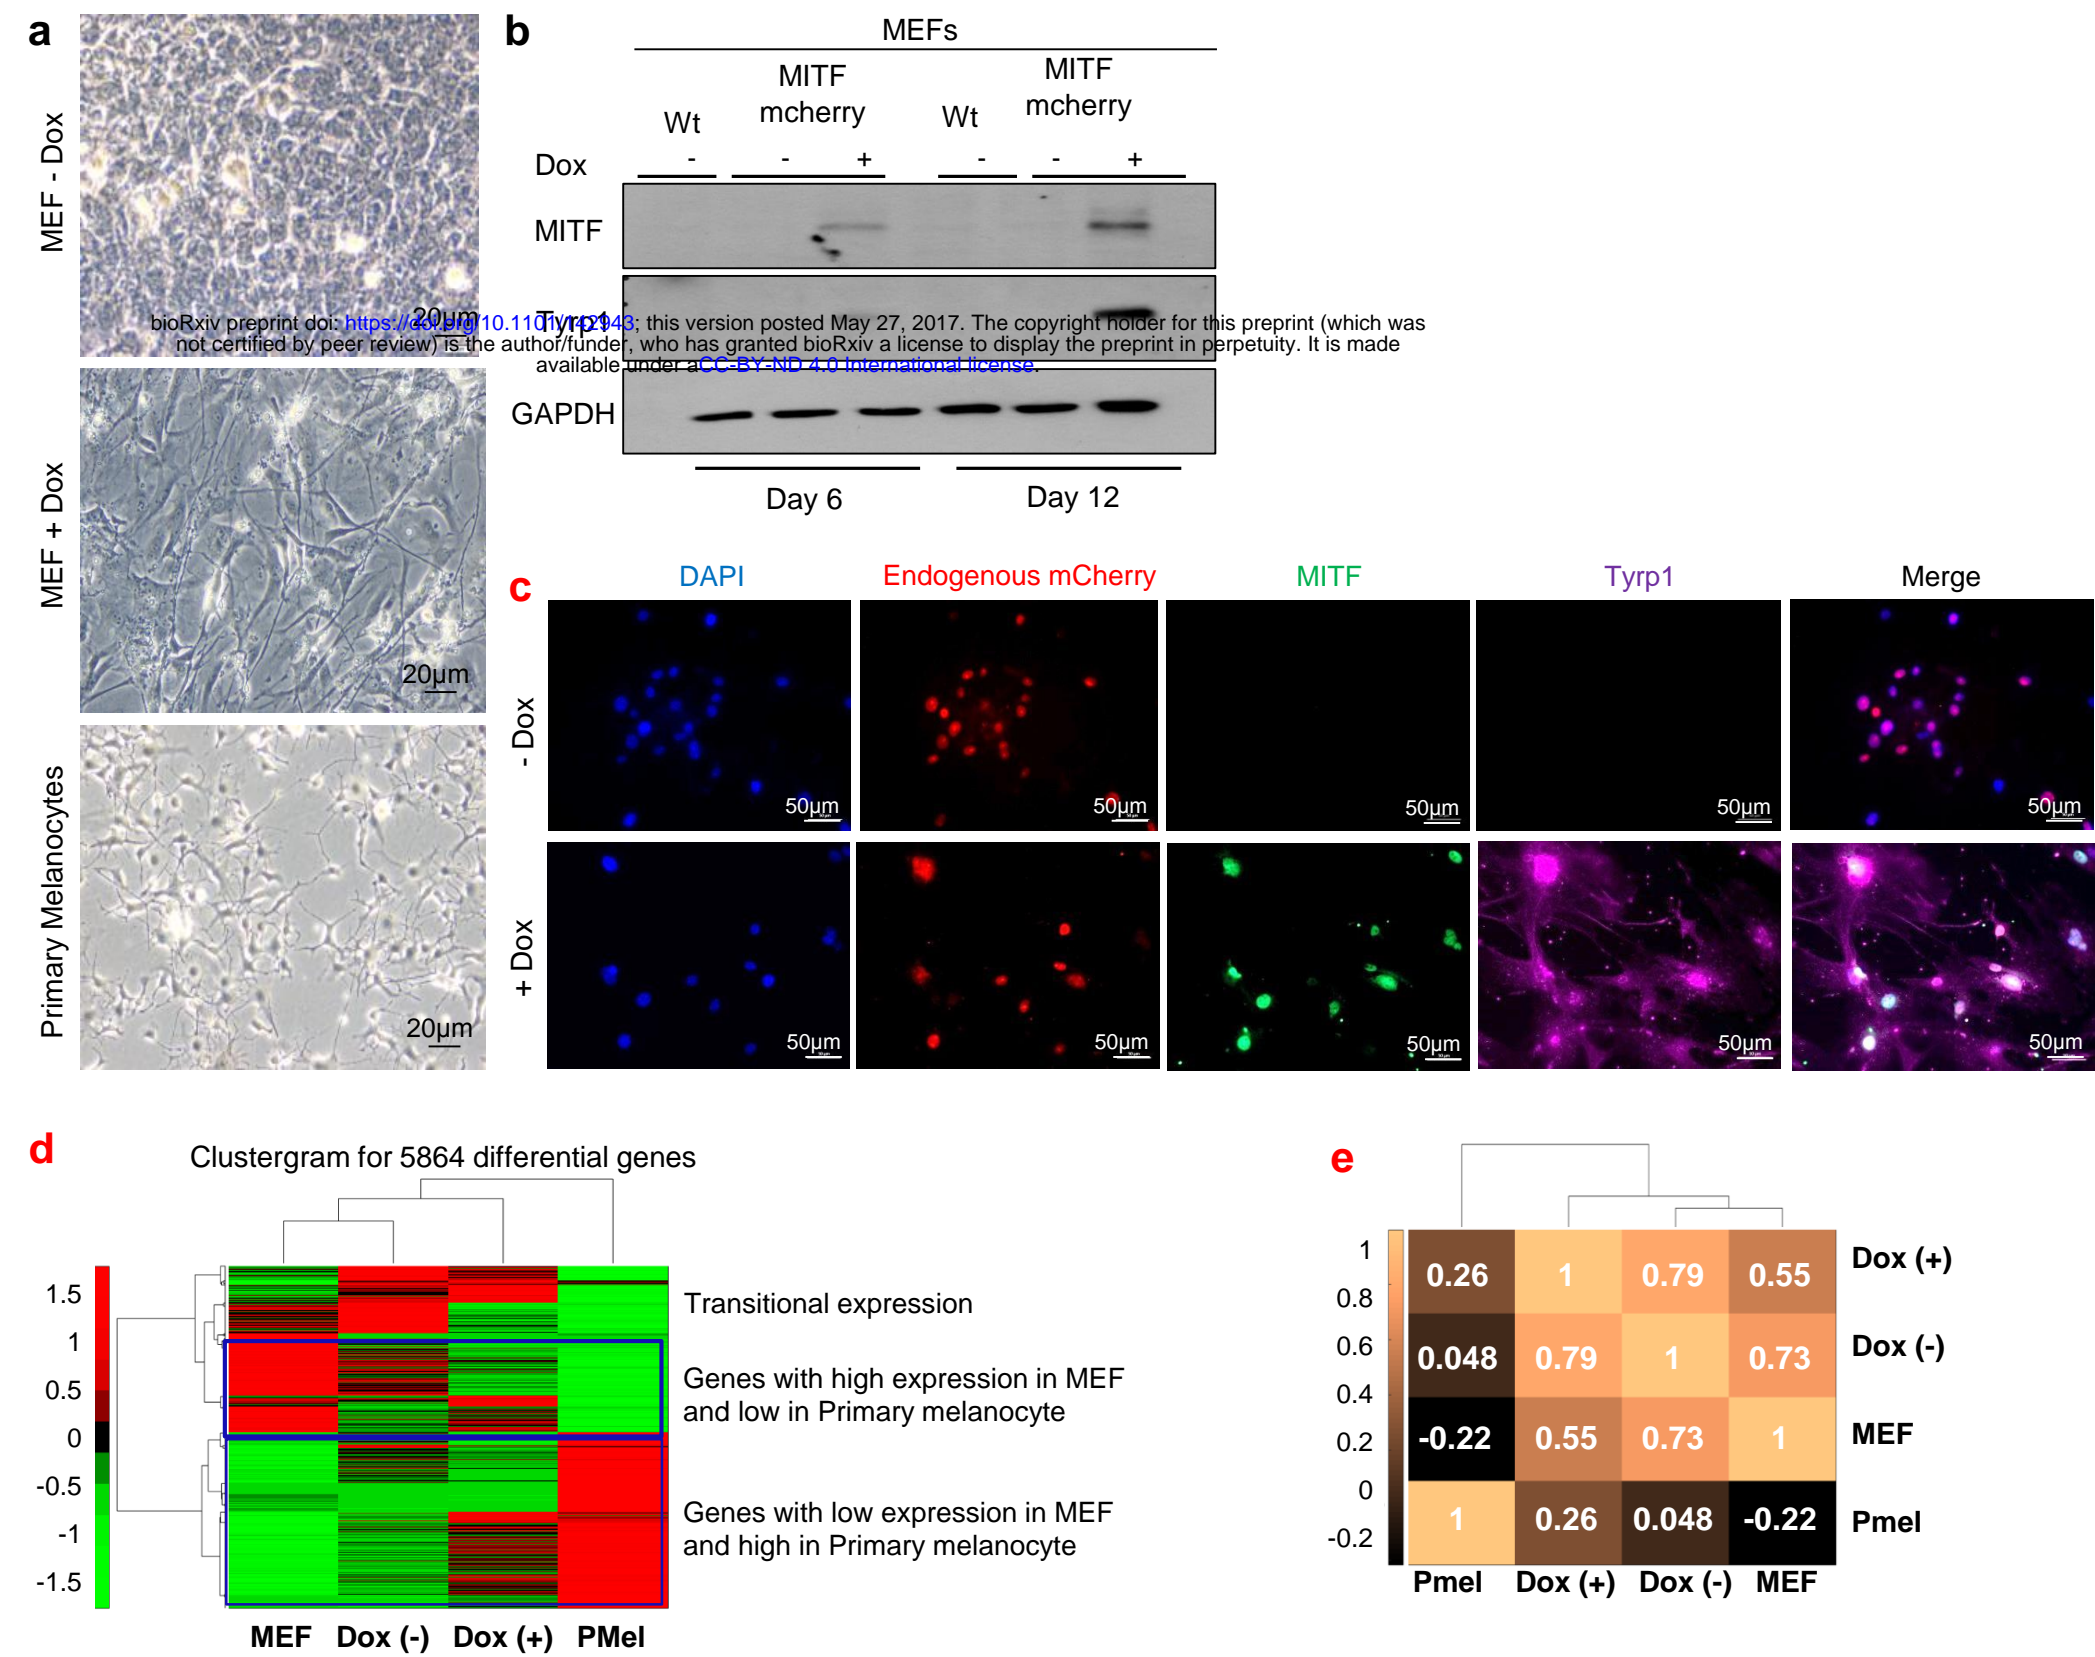 a
MEF - Dox
20µm
MEF + Dox
20µm
Primary Melanocytes
20µm
b
MEFs
MITF
mcherry
MITF
mcherry
Wt
Wt
Dox
- - + - - +
MITF
Tyrp1
bioRxiv preprint doi: https://doi.org/10.1101/142943; this version posted May 27, 2017. The copyright holder for this preprint (which was
not certified by peer review) is the author/funder, who has granted bioRxiv a license to display the preprint in perpetuity. It is made
available under aCC-BY-ND 4.0 International license.
GAPDH
Day 6
Day 12
c
DAPI
Endogenous mCherry
MITF
Tyrp1
Merge
- Dox
50µm
50µm
50µm
50µm
50µm
+ Dox
50µm
50µm
50µm
50µm
50µm
d
Clustergram for 5864 differential genes
1.5
1
0.5
0
-0.5
-1
-1.5
Transitional expression
Genes with high expression in MEF
and low in Primary melanocyte
Genes with low expression in MEF
and high in Primary melanocyte
MEF Dox (-) Dox (+) PMel
e
1
0.8
0.6
0.4
0.2
0
-0.2
0.26 1 0.79 0.55 Dox (+)
0.048 0.79 1 0.73 Dox (-)
-0.22 0.55 0.73 1 MEF
1 0.26 0.048 -0.22 Pmel
Pmel Dox (+) Dox (-) MEF